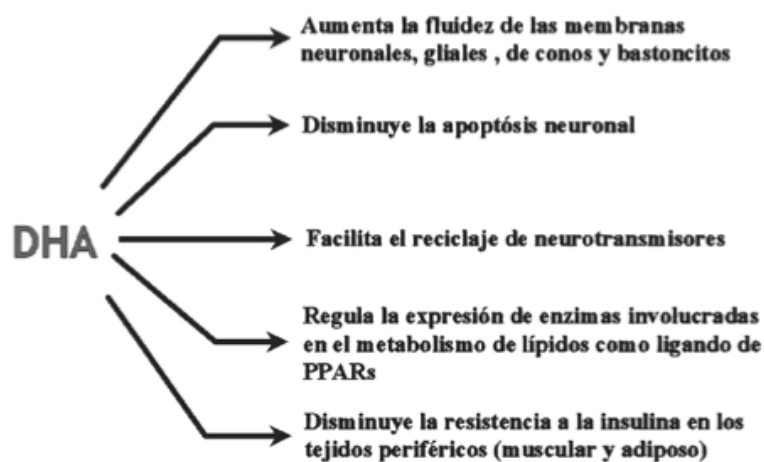 Aumenta la fluidez de las membranas
neuronales, gliales , de conos y bastoncitos
Disminuye la apoptósis neuronal
DHA
Facilita el reciclaje de neurotransmisores
Regula la expresión de enzimas involucradas
en el metabolismo de lípidos como ligando de
PPARs
Disminuye la resistencia a la insulina en los
tejidos periféricos (muscular y adiposo)